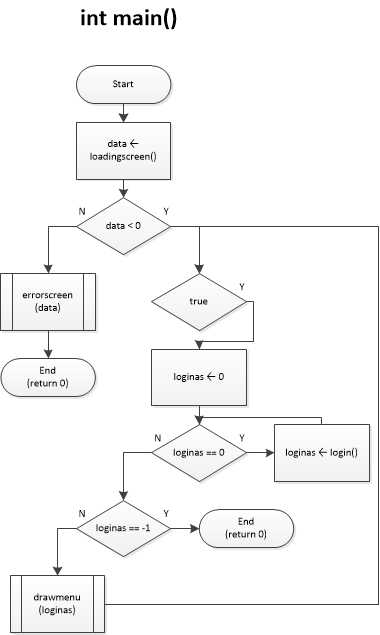 int main()
Start
data ←
loadingscreen()
N
Y
data < 0
errorscreen
(data)
true
Y
End
(return 0)
loginas ← 0
N
Y
loginas == 0
loginas ← login()
N
Y
loginas == -1
End
(return 0)
drawmenu
(loginas)